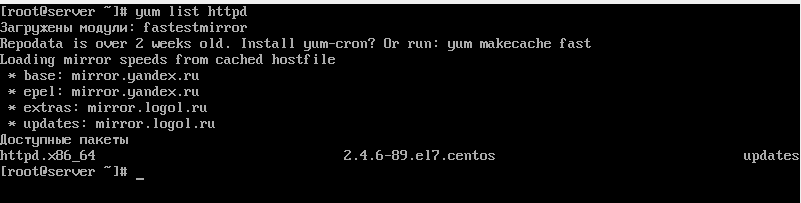 [root@server ~]# yum list httpd
Загружены модули: fastestmirror
Repodata is over 2 weeks old. Install yum-cron? Or run: yum makecache fast
Loading mirror speeds from cached hostfile
 * base: mirror.yandex.ru
 * epel: mirror.yandex.ru
 * extras: mirror.logol.ru
 * updates: mirror.logol.ru
Доступные пакеты
httpd.x86_64 2.4.6-89.el7.centos updates
[root@server ~]# _